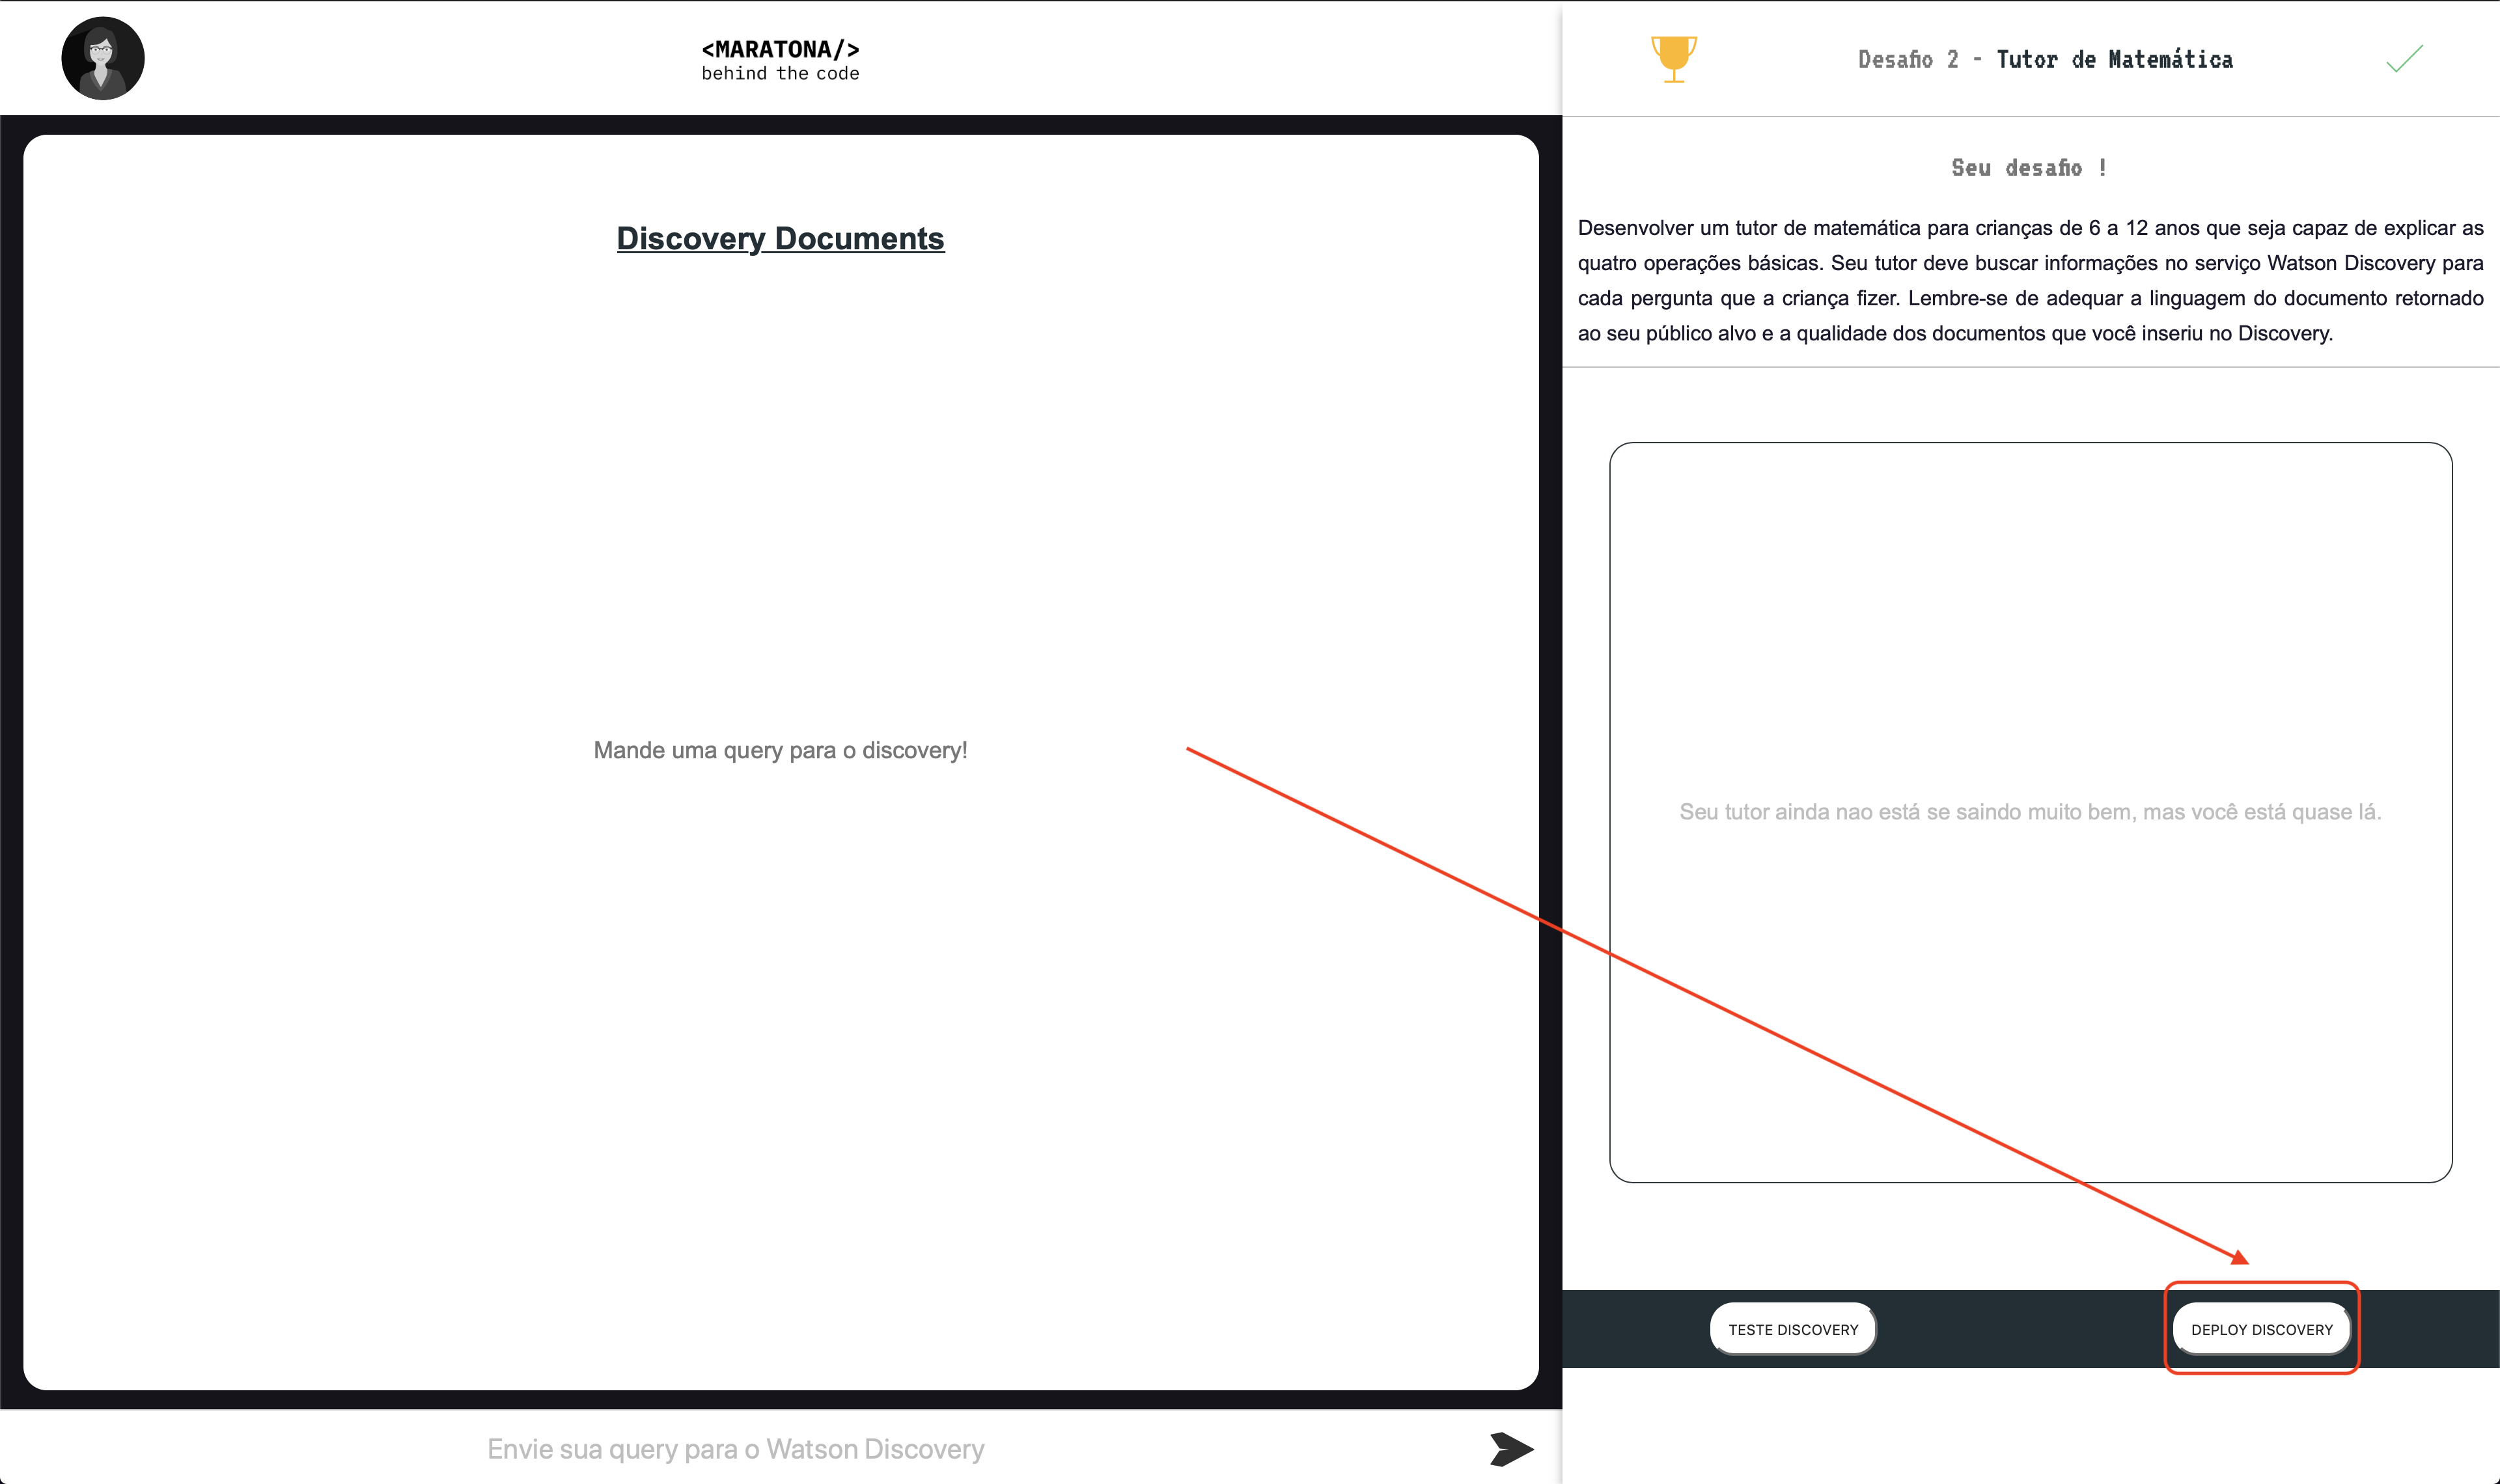 <MARATONA/>
behind the code
Discovery Documents
Mande uma query para o discovery!
Envie sua query para o Watson Discovery
Desafio 2 - Tutor de Matemática
Seu desafio !
Desenvolver um tutor de matemática para crianças de 6 a 12 anos que seja capaz de explicar as
quatro operações básicas. Seu tutor deve buscar informações no serviço Watson Discovery para
cada pergunta que a criança fizer. Lembre-se de adequar a linguagem do documento retornado
ao seu público alvo e a qualidade dos documentos que você inseriu no Discovery.
Seu tutor ainda nao está se saindo muito bem, mas você está quase lá.
TESTE DISCOVERY
DEPLOY DISCOVERY